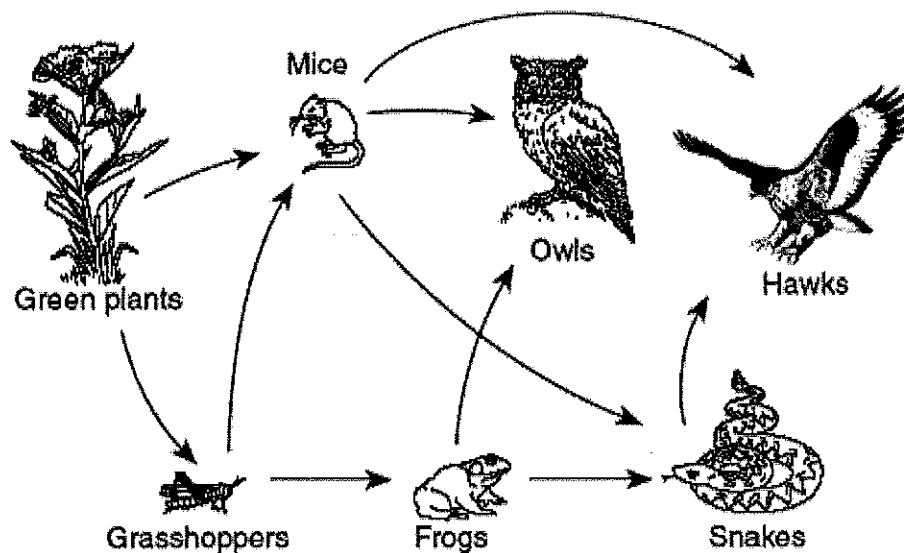 Mice
Owls
Hawks
Green plants
Grasshoppers
Frogs
Snakes